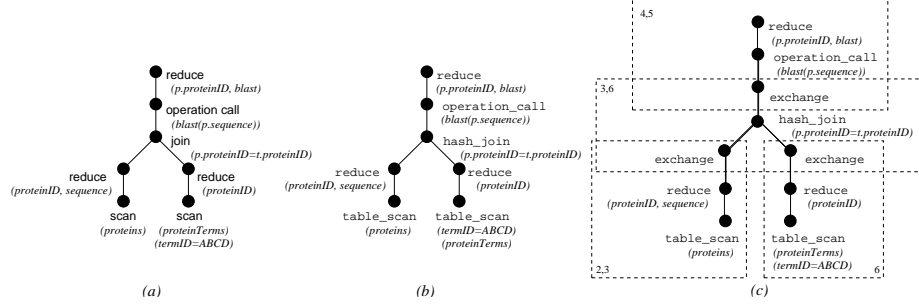 reduce
(p.proteinID, blast)
operation call
(blast(p.sequence))
join
(p.proteinID=t.proteinID)
reduce
(proteinID, sequence)
reduce
(proteinID)
scan
(proteins)
scan
(proteinTerms)
(termID=ABCD)
(a)
reduce
(p.proteinID, blast)
operation_call
(blast(p.sequence))
hash_join
(p.proteinID=t.proteinID)
reduce
(proteinID, sequence)
reduce
(proteinID)
table_scan
(proteins)
table_scan
(termID=ABCD)
(proteinTerms)
(b)
4,5
reduce
(p.proteinID, blast)
operation_call
(blast(p.sequence))
3,6
exchange
hash_join
(p.proteinID=t.proteinID)
exchange
exchange
reduce
(proteinID, sequence)
reduce
(proteinID)
table_scan
(proteins)
table_scan
(proteinTerms)
(termID=ABCD)
2,3
6
(c)